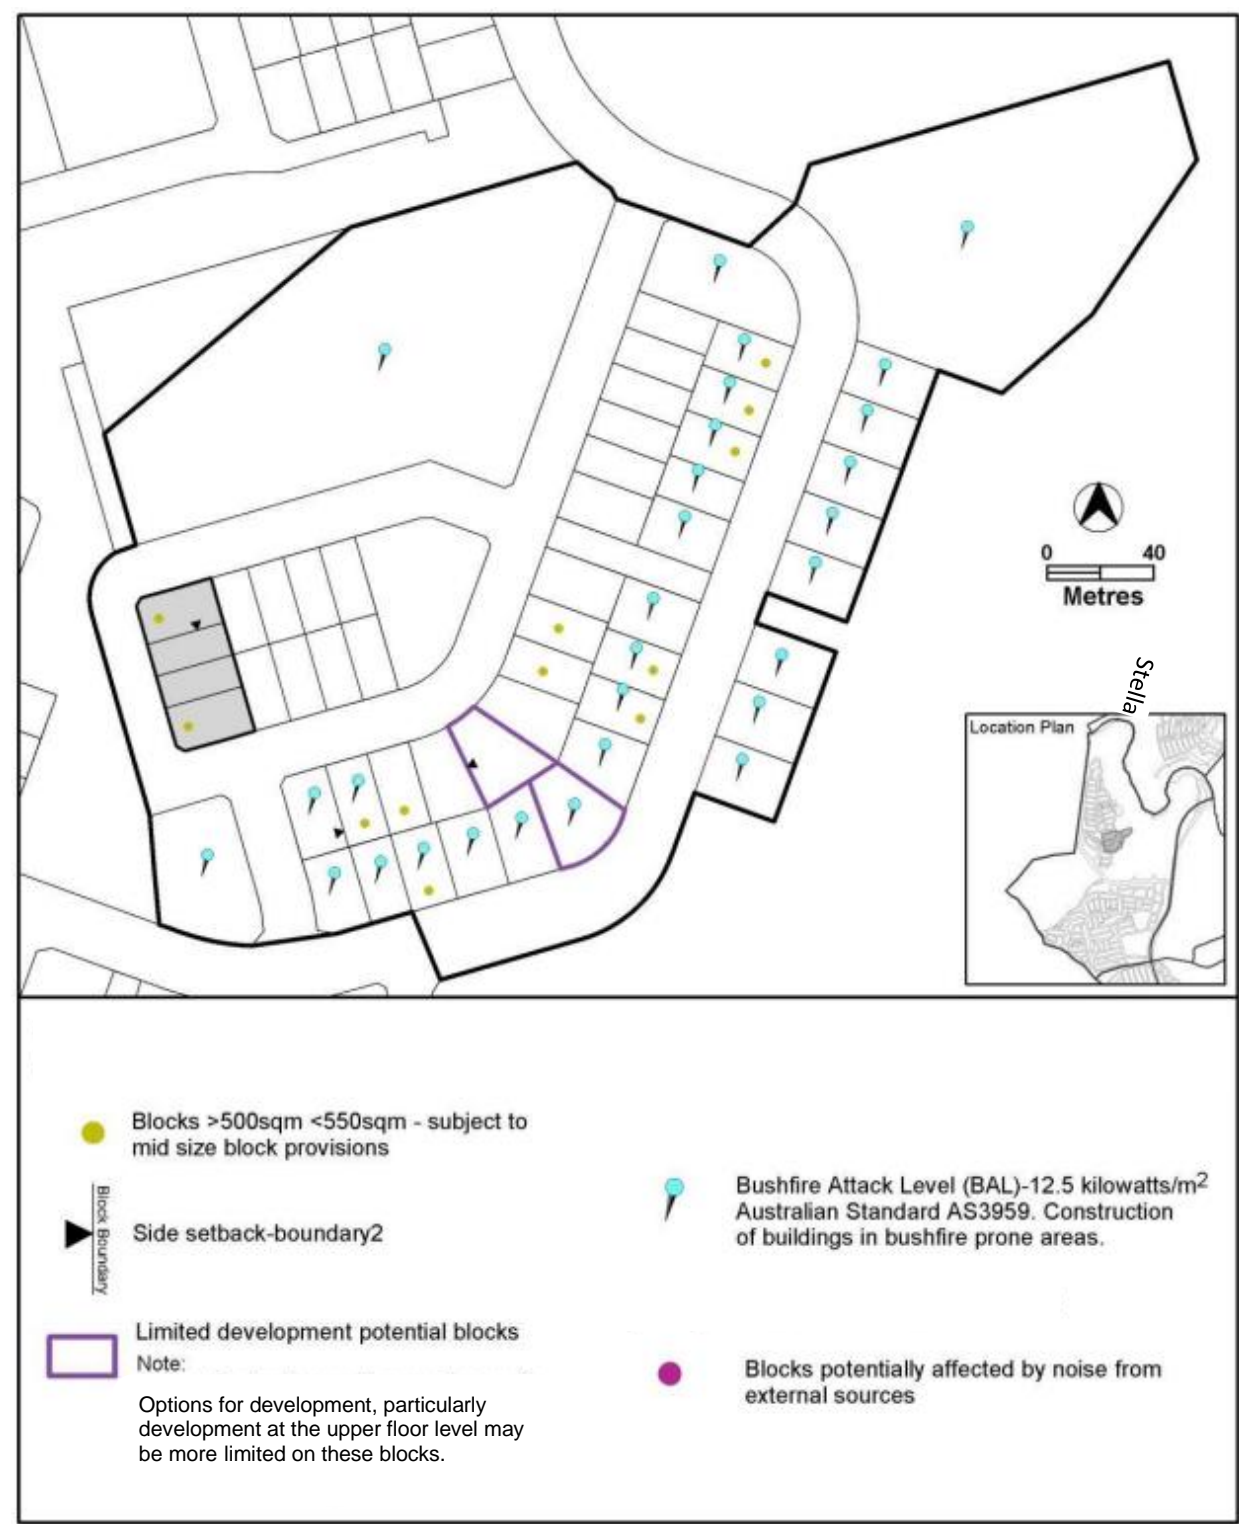 0 40
Metres
Stella
Location Plan
Blocks >500sqm <550sqm - subject to
mid size block provisions
Block Boundary
Side setback-boundary2
Limited development potential blocks
Note:
Options for development, particularly
development at the upper floor level may
be more limited on these blocks.
Bushfire Attack Level (BAL)-12.5 kilowatts/m2
Australian Standard AS3959. Construction
of buildings in bushfire prone areas.
Blocks potentially affected by noise from
external sources